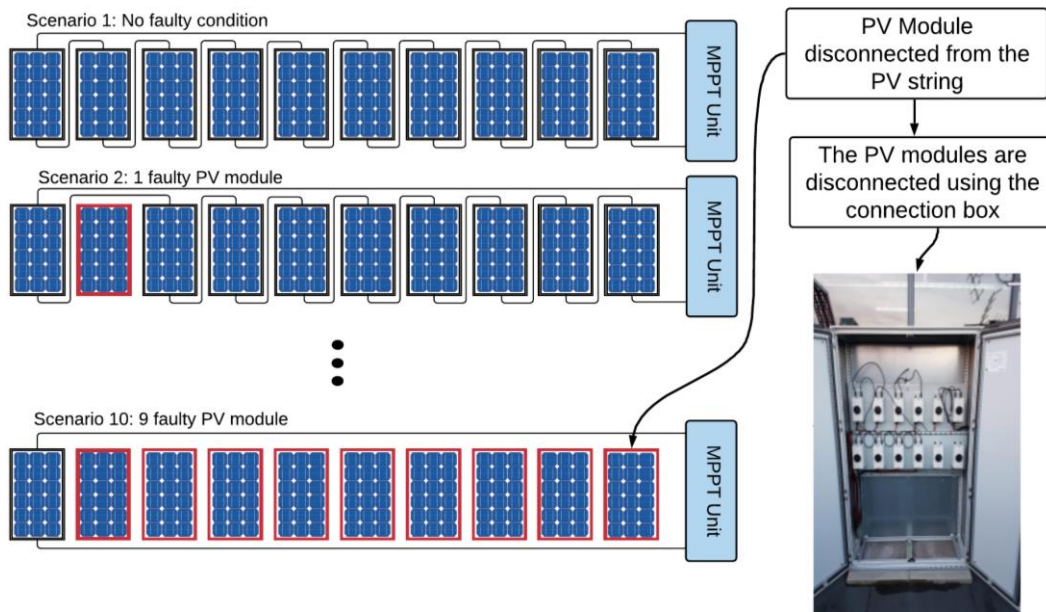 Scenario 1: No faulty condition
MPPT Unit
Scenario 2: 1 faulty PV module
MPPT Unit
Scenario 10: 9 faulty PV module
MPPT Unit
PV Module
disconnected from the
PV string
The PV modules are
disconnected using the
connection box